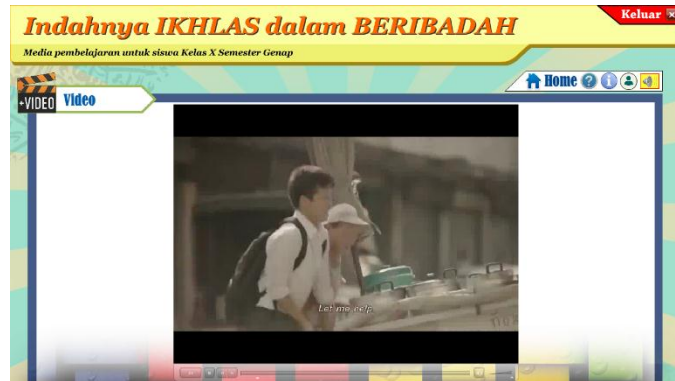 Indahnya IKHLAS dalam BERIBADAH
Keluar
Media pembelajaran untuk siswa Kelas X Semester Genap
Home
+VIDEO Video
Let me help